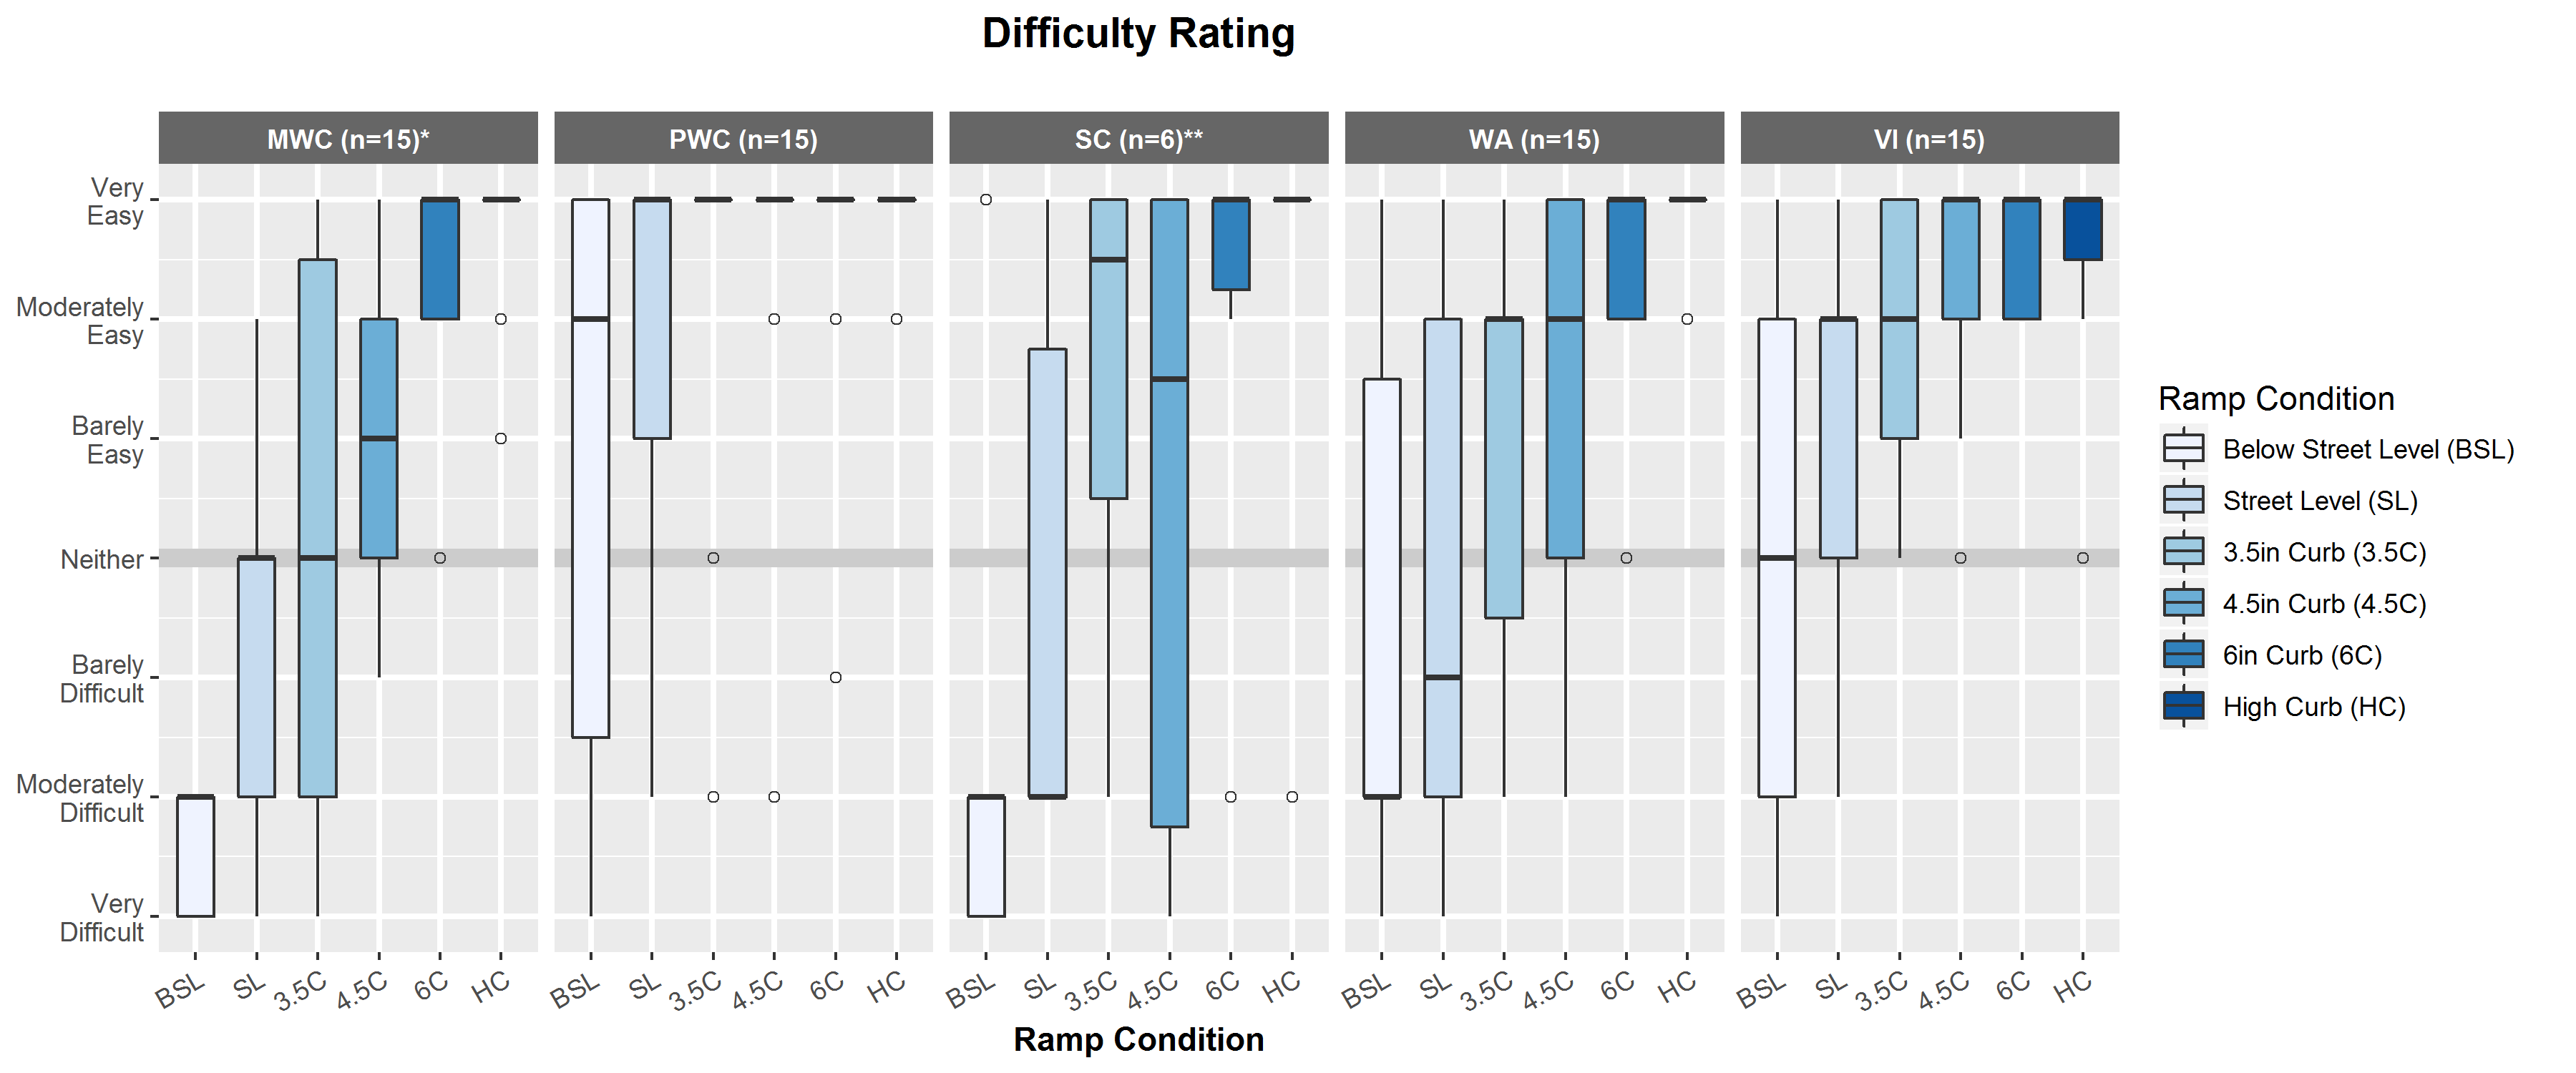 Difficulty Rating
MWC (n=15)*
PWC (n=15)
SC (n=6)**
WA (n=15)
VI (n=15)
Very
Easy
Moderately
Easy
Barely
Easy
Neither
Barely
Difficult
Moderately
Difficult
Very
Difficult
BSL SL 3.5C 4.5C 6C HC
BSL SL 3.5C 4.5C 6C HC
BSL SL 3.5C 4.5C 6C HC
BSL SL 3.5C 4.5C 6C HC
BSL SL 3.5C 4.5C 6C HC
Ramp Condition
Ramp Condition
Below Street Level (BSL)
Street Level (SL)
3.5in Curb (3.5C)
4.5in Curb (4.5C)
6in Curb (6C)
High Curb (HC)